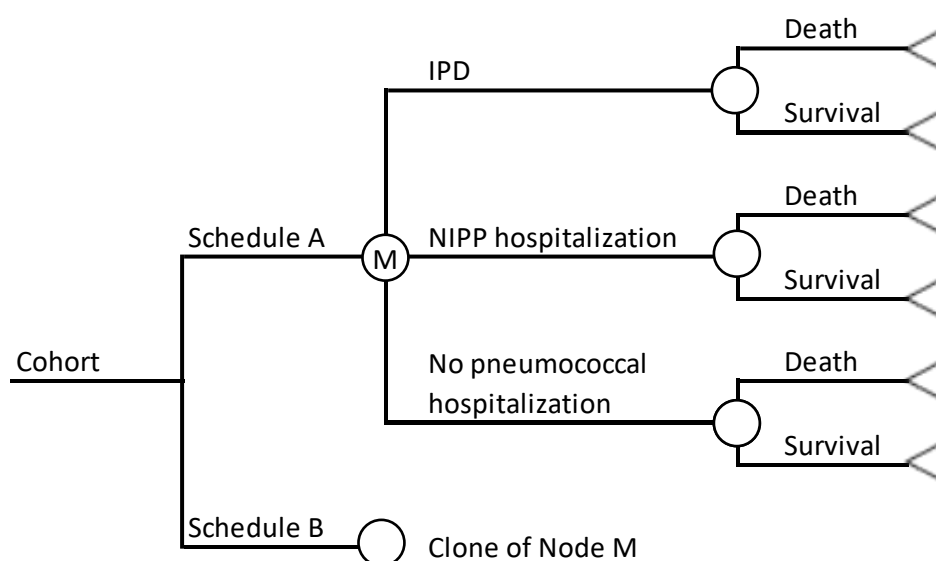 Death
IPD
Survival
Death
Schedule A
M
NIPP hospitalization
Survival
Cohort
No pneumococcal
hospitalization
Death
Survival
Schedule B
Clone of Node M